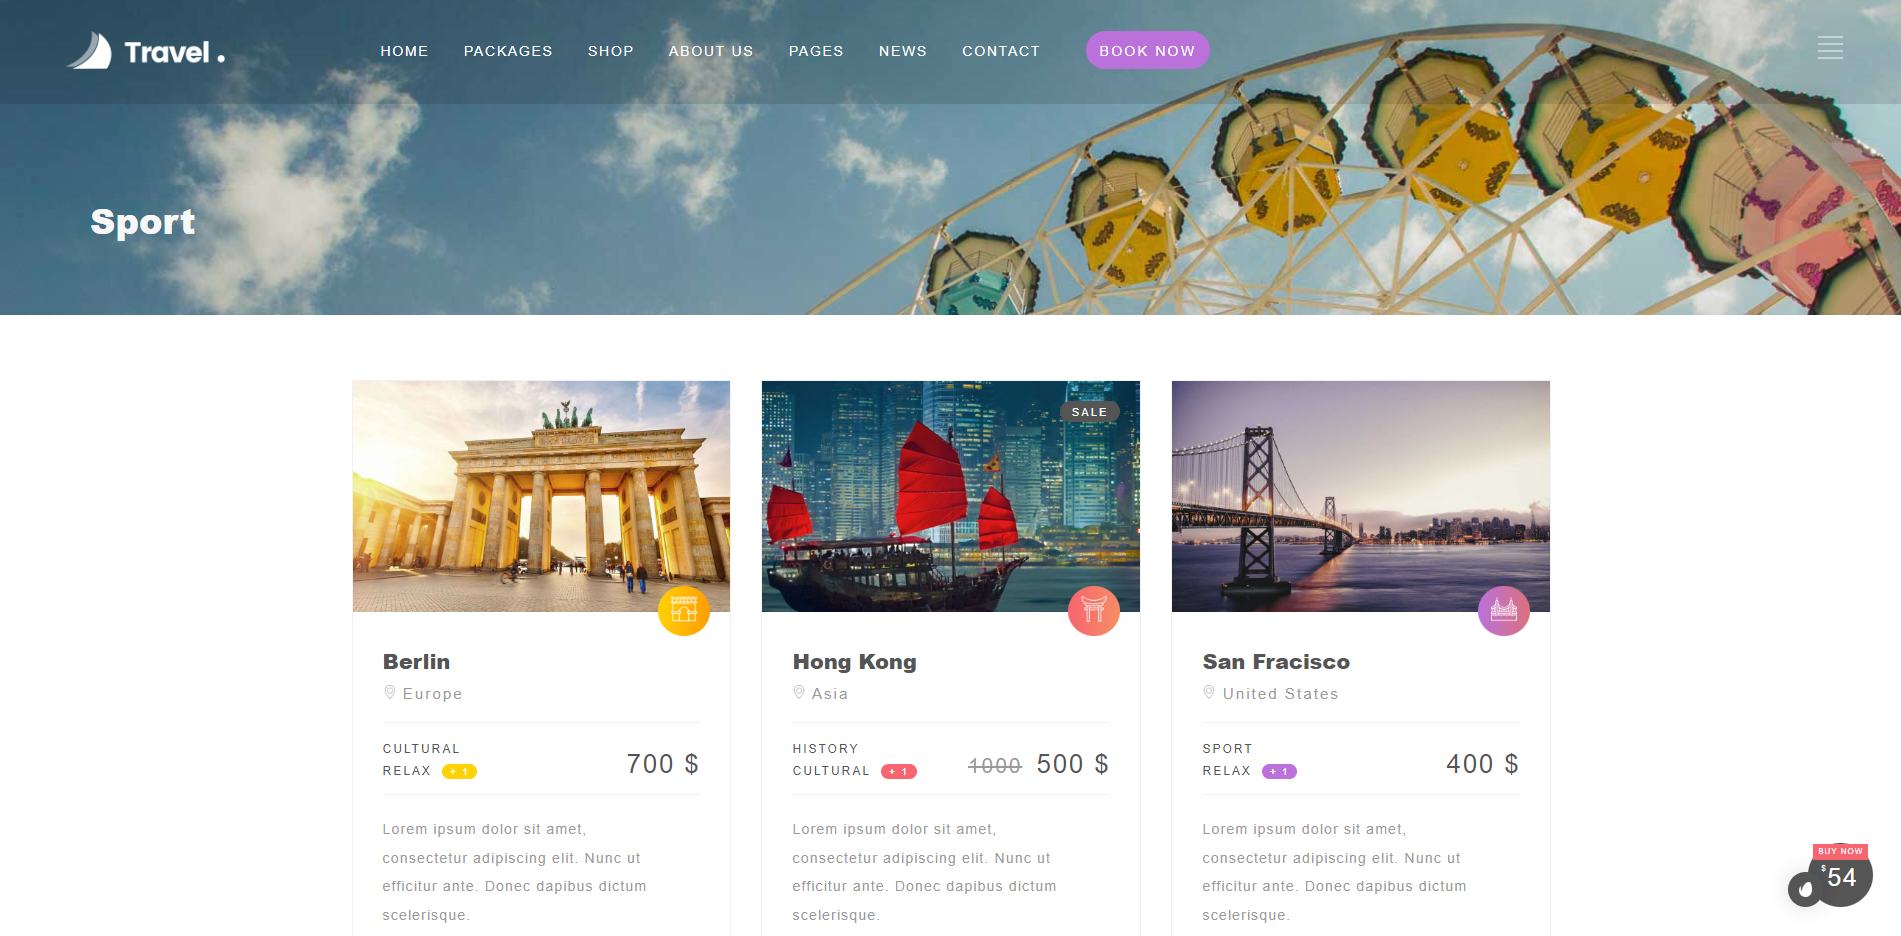 Travel .
HOME PACKAGES SHOP ABOUT US PAGES NEWS CONTACT BOOK NOW
Sport
SALE
Berlin
Europe
CULTURAL
RELAX + 1
700 $
Lorem ipsum dolor sit amet,
consectetur adipiscing elit. Nunc ut
efficitur ante. Donec dapibus dictum
scelerisque.
Hong Kong
Asia
HISTORY
CULTURAL + 1
1000 500 $
Lorem ipsum dolor sit amet,
consectetur adipiscing elit. Nunc ut
efficitur ante. Donec dapibus dictum
scelerisque.
San Fracisco
United States
SPORT
RELAX + 1
400 $
Lorem ipsum dolor sit amet,
consectetur adipiscing elit. Nunc ut
efficitur ante. Donec dapibus dictum
scelerisque.
BUY NOW
$54